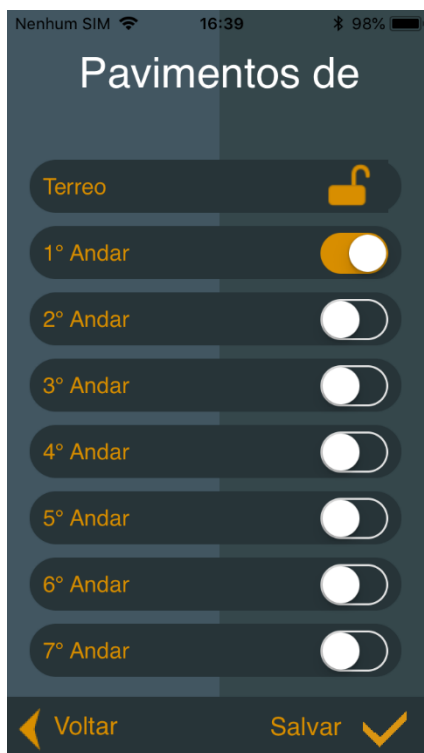 Nenhum SIM 16:39 98%
Pavimentos de
Terreo
1° Andar
2° Andar
3° Andar
4° Andar
5° Andar
6° Andar
7° Andar
Voltar Salvar